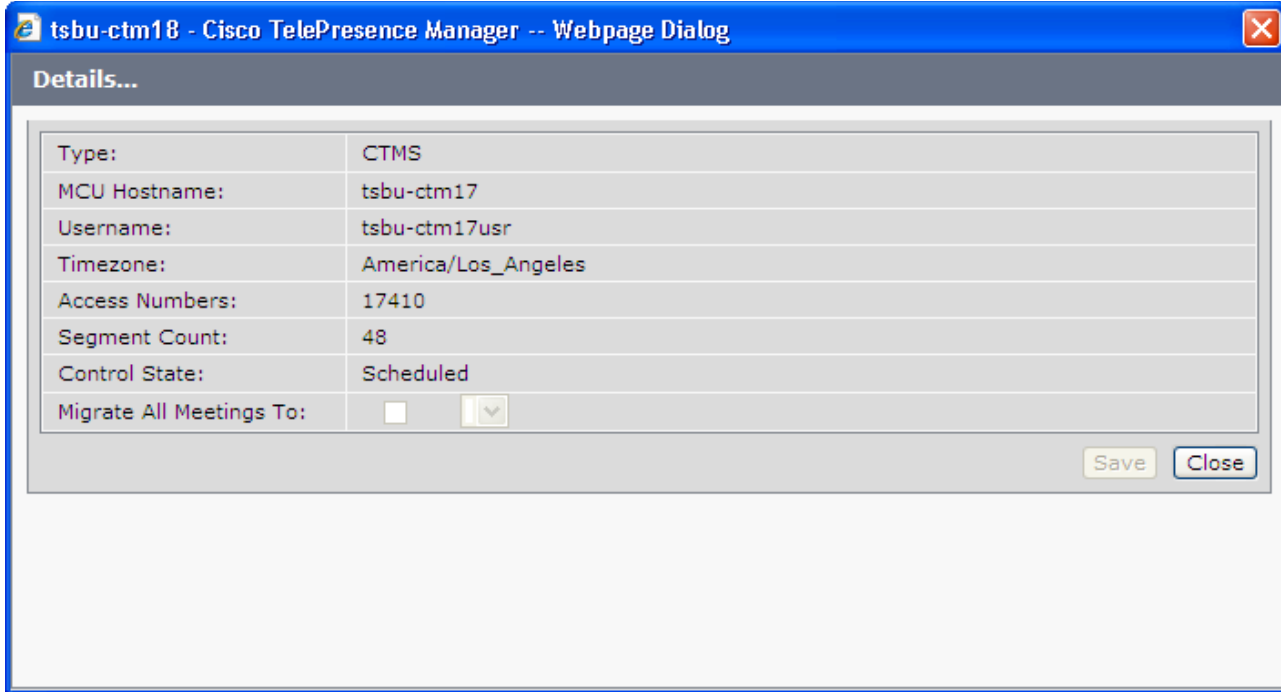 tsbu-ctm18 - Cisco TelePresence Manager -- Webpage Dialog
Details...
Type: CTMS
MCU Hostname: tsbu-ctm17
Username: tsbu-ctm17usr
Timezone: America/Los_Angeles
Access Numbers: 17410
Segment Count: 48
Control State: Scheduled
Migrate All Meetings To:
Save Close